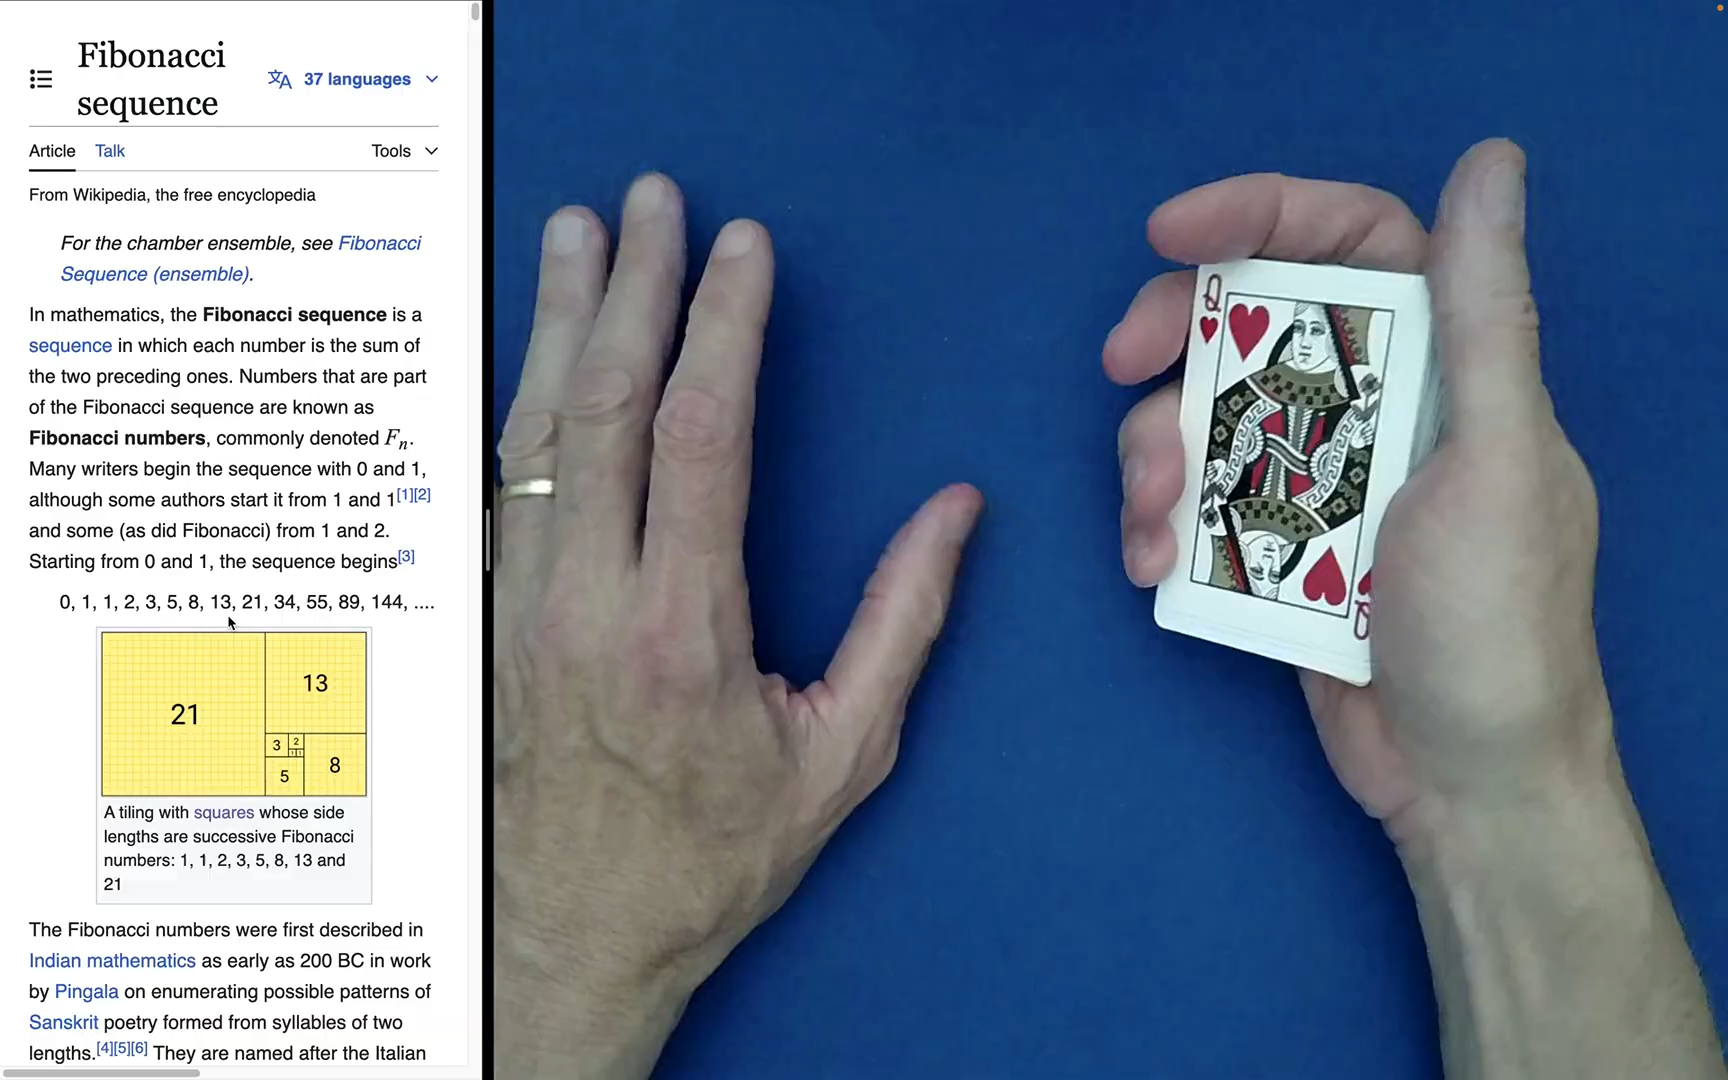 Fibonacci
sequence
37 languages
Article Talk Tools
From Wikipedia, the free encyclopedia
For the chamber ensemble, see Fibonacci
Sequence (ensemble).
In mathematics, the Fibonacci sequence is a
sequence in which each number is the sum of
the two preceding ones. Numbers that are part
of the Fibonacci sequence are known as
Fibonacci numbers, commonly denoted Fn.
Many writers begin the sequence with 0 and 1,
although some authors start it from 1 and 1[1][2]
and some (as did Fibonacci) from 1 and 2.
Starting from 0 and 1, the sequence begins[3]
0, 1, 1, 2, 3, 5, 8, 13, 21, 34, 55, 89, 144, ....
21
13
3 2
1 1
5
8
A tiling with squares whose side
lengths are successive Fibonacci
numbers: 1, 1, 2, 3, 5, 8, 13 and
21
The Fibonacci numbers were first described in
Indian mathematics as early as 200 BC in work
by Pingala on enumerating possible patterns of
Sanskrit poetry formed from syllables of two
lengths.[4][5][6] They are named after the Italian
Q
Q